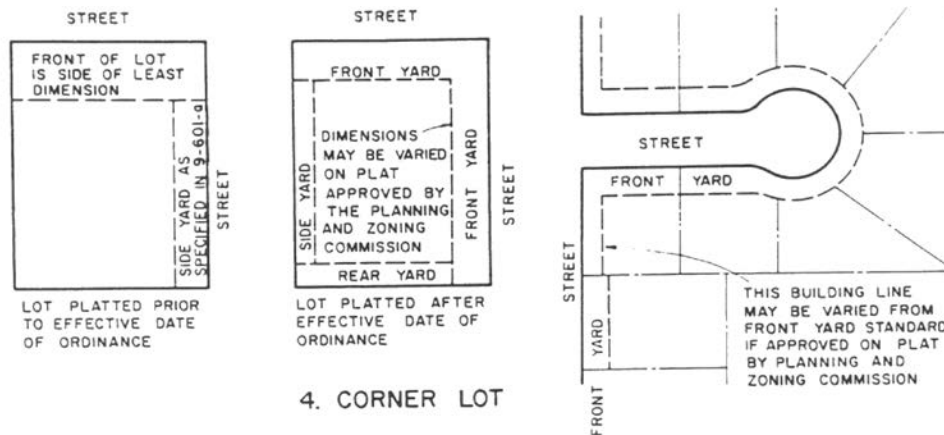 STREET
FRONT OF LOT
IS SIDE OF LEAST
DIMENSION
SIDE YARD AS
SPECIFIED IN 9-601-a
STREET
LOT PLATTED PRIOR
TO EFFECTIVE DATE
OF ORDINANCE
STREET
FRONT YARD
SIDE YARD
DIMENSIONS
MAY BE VARIED
ON PLAT
APPROVED BY
THE PLANNING
AND ZONING
COMMISSION
FRONT YARD
STREET
REAR YARD
LOT PLATTED AFTER
EFFECTIVE DATE OF
ORDINANCE
STREET
FRONT YARD
STREET
FRONT YARD
THIS BUILDING LINE
MAY BE VARIED FROM
FRONT YARD STANDARD
IF APPROVED ON PLAT
BY PLANNING AND
ZONING COMMISSION
4. CORNER LOT